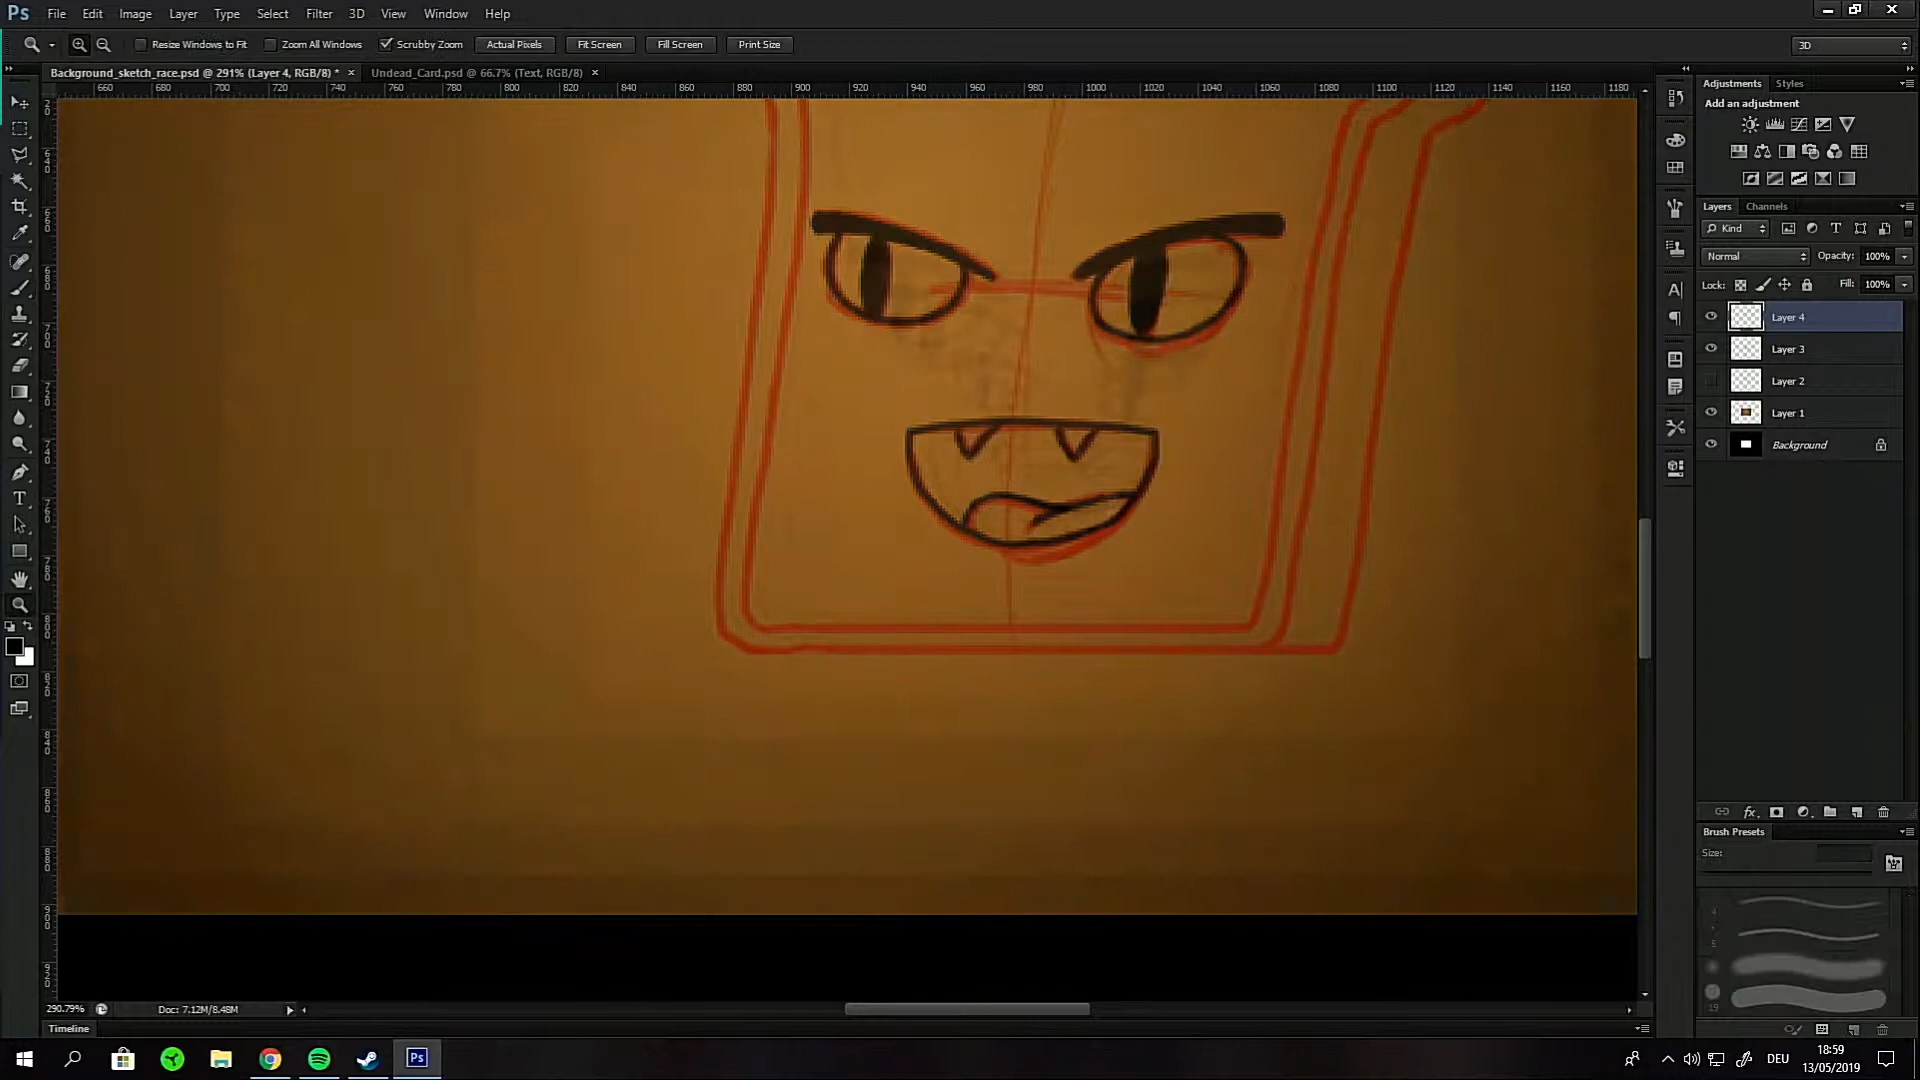 Ps File Edit Image Layer Type Select Filter 3D View Window Help
Resize Windows to Fit Zoom All Windows Scrubby Zoom Actual Pixels Fit Screen Fill Screen Print Size 3D
Background_sketch_race.psd @ 291% (Layer 4, RGB/8) * × Undead_Card.psd @ 66.7% (Text, RGB/8) ×
660 680 700 720 740 760 780 800 820 840 860 880 900 920 940 960 980 1000 1020 1040 1060 1080 1100 1120 1140 1160 1180
Adjustments Styles
Add an adjustment
Layers Channels
Kind
Normal Opacity: 100%
Lock: Fill: 100%
Layer 4
Layer 3
Layer 2
Layer 1
Background
Brush Presets
Size:
290.79% Doc: 7.12M/8.48M
Timeline
Ps
DEU
18:59
13/05/2019